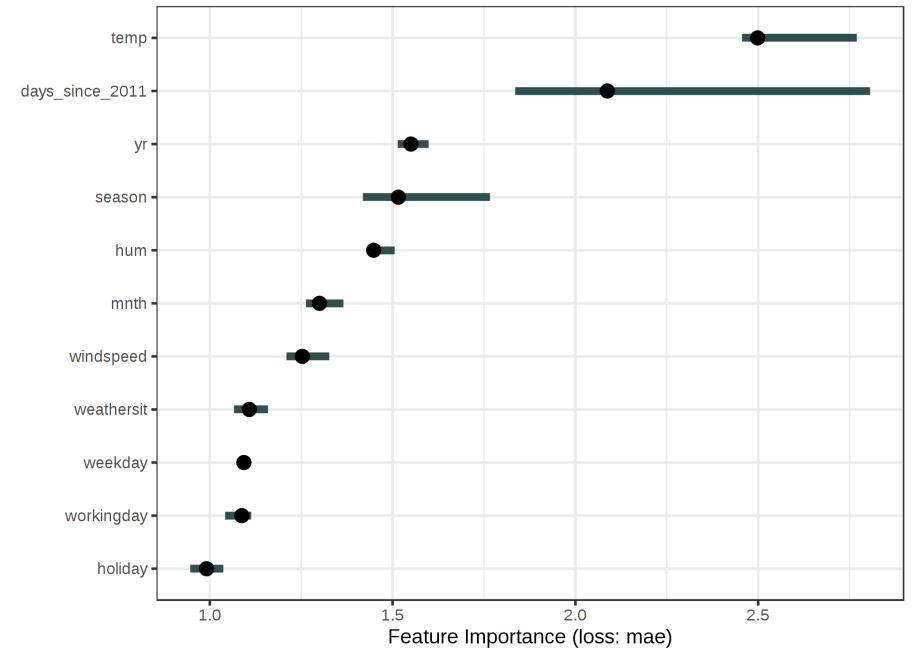 temp
days_since_2011
yr
season
hum
mnth
windspeed
weathersit
weekday
workingday
holiday
1.0 1.5 2.0 2.5
Feature Importance (loss: mae)